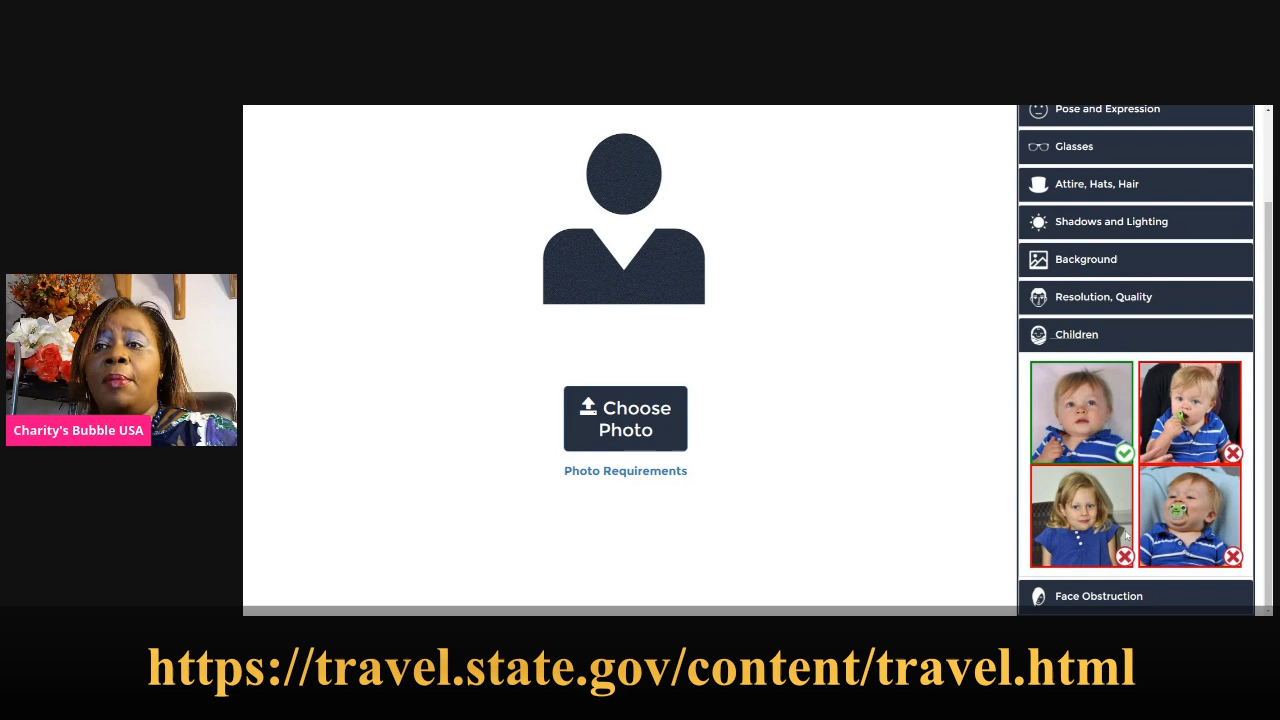 Pose and Expression
Glasses
Attire, Hats, Hair
Shadows and Lighting
Background
Resolution, Quality
Children
Face Obstruction
Choose
Photo
Photo Requirements
Charity's Bubble USA
https://travel.state.gov/content/travel.html